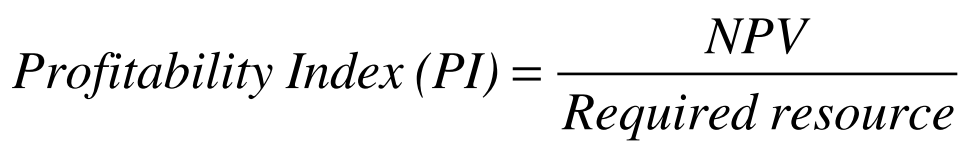 Profitability Index (PI) = NPV
Required resource